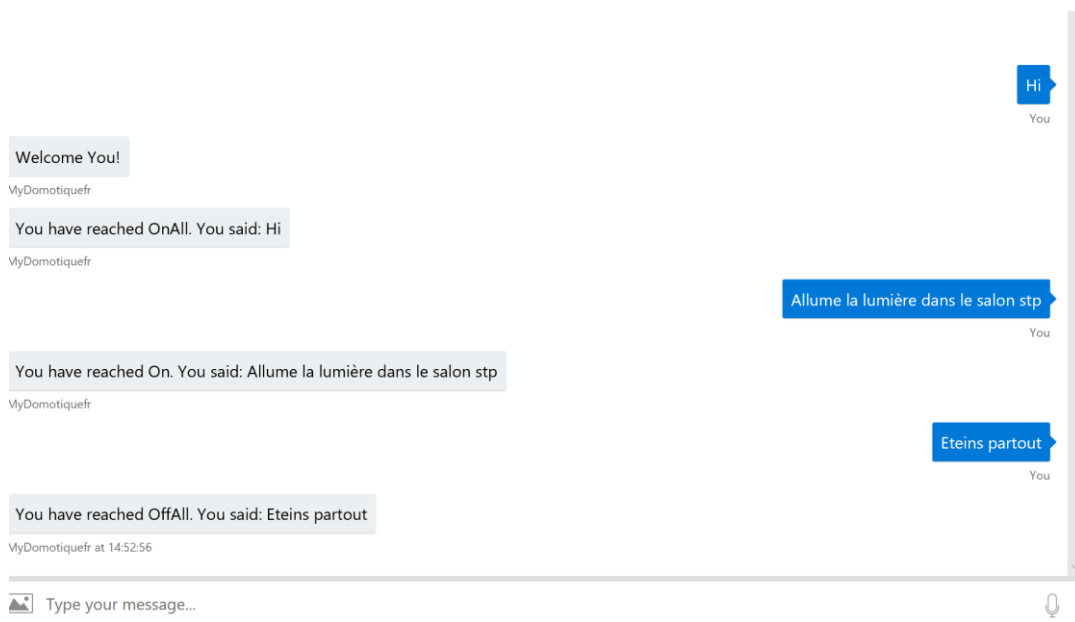 Hi
You
Welcome You!
MyDomotiquefr
You have reached OnAll. You said: Hi
MyDomotiquefr
Allume la lumière dans le salon stp
You
You have reached On. You said: Allume la lumière dans le salon stp
MyDomotiquefr
Eteins partout
You
You have reached OffAll. You said: Eteins partout
MyDomotiquefr at 14:52:56
Type your message...